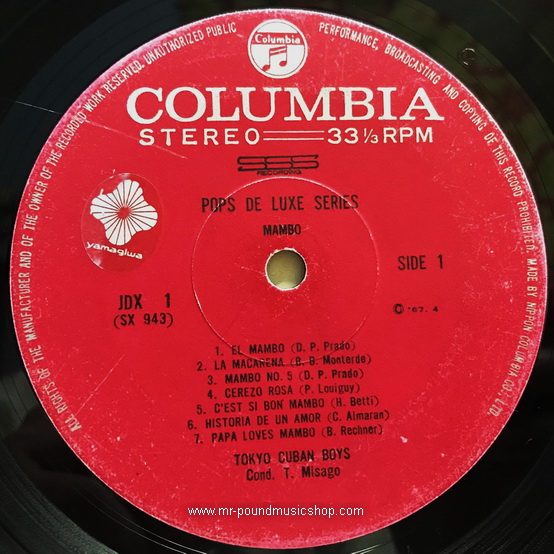 ALL RIGHTS OF THE MANUFACTURER AND OF THE OWNER OF THE RECORDED WORK RESERVED. UNAUTHORIZED PUBLIC PERFORMANCE, BROADCASTING AND COPYING OF THIS RECORD PROHIBITED. MADE BY NIPPON COLUMBIA CO., LTD.
Columbia
COLUMBIA
STEREO 33 1/3 RPM
SSS
RECORDING
POPS DE LUXE SERIES
MAMBO
yamagiwa
SIDE 1
JDX 1
(SX 943)
Ⓟ '67. 4
1. EL MAMBO (D. P. Prado)
2. LA MACARENA (B. B. Monterde)
3. MAMBO NO. 5 (D. P. Prado)
4. CEREZO ROSA (P. Louiguy)
5. C'EST SI BON MAMBO (H. Betti)
6. HISTORIA DE UN AMOR (C. Almaran)
7. PAPA LOVES MAMBO (B. Rechner)
TOKYO CUBAN BOYS
Cond. T. Misago
www.mr-poundmusicshop.com